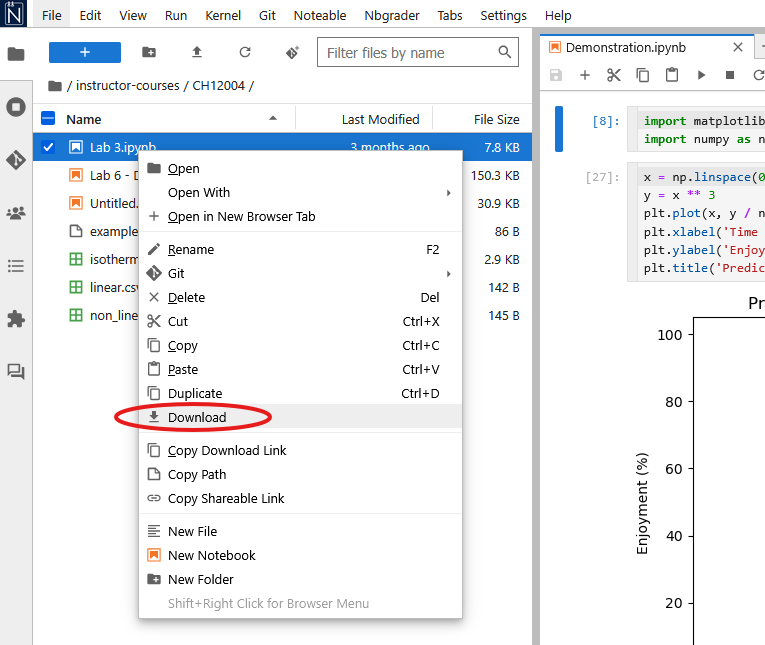 N
File Edit View Run Kernel Git Noteable Nbgrader Tabs Settings Help
+
Filter files by name
/ instructor-courses / CH12004 /
Name Last Modified File Size
Lab 3.ipynb 3 months ago 7.8 KB
Lab 6 - D 150.3 KB
Untitled. 30.9 KB
example 86 B
isotherm 2.9 KB
linear.csv 142 B
non_line 145 B
Open
Open With
Open in New Browser Tab
Rename F2
Git
Delete Del
Cut Ctrl+X
Copy Ctrl+C
Paste Ctrl+V
Duplicate Ctrl+D
Download
Copy Download Link
Copy Path
Copy Shareable Link
New File
New Notebook
New Folder
Shift+Right Click for Browser Menu
Demonstration.ipynb
[8]: import matplotlib
import numpy as n
[27]: x = np.linspace(0
y = x ** 3
plt.plot(x, y / n
plt.xlabel('Time
plt.ylabel('Enjoy
plt.title('Predic
Pr
100
80
60
40
20
Enjoyment (%)